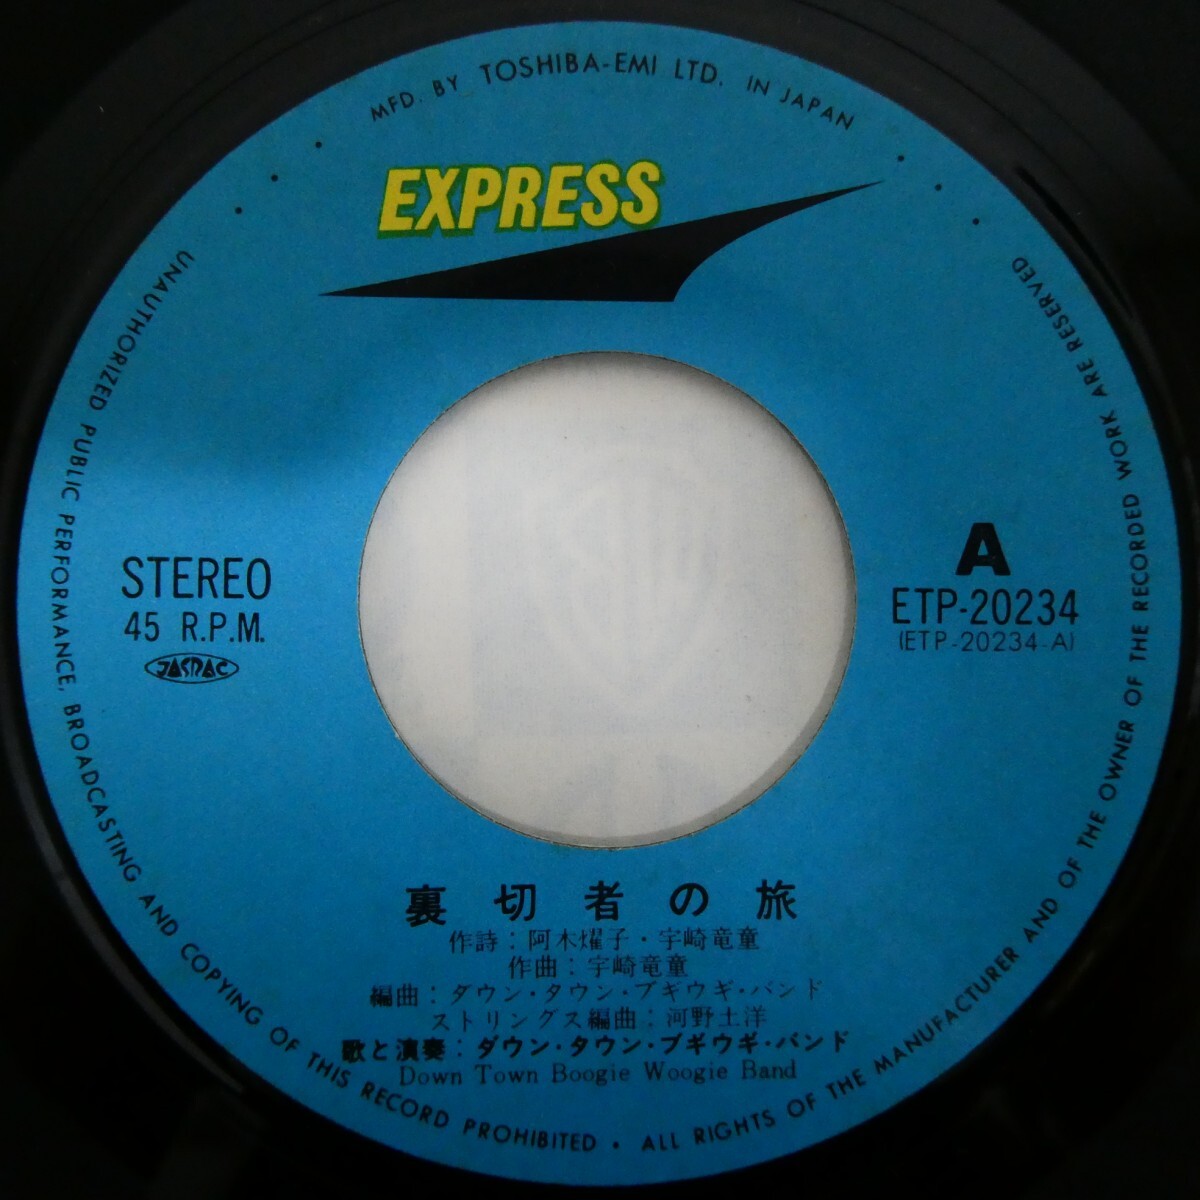 MFD. BY TOSHIBA-EMI LTD. IN JAPAN
EXPRESS
STEREO
45 R.P.M.
JASRAC
A
ETP-20234
(ETP-20234-A)
裏切者の旅
作詩:阿木燿子・宇崎竜童
作曲:宇崎竜童
編曲:ダウン・タウン・ブギウギ・バンド
ストリングス編曲:河野土洋
歌と演奏:ダウン・タウン・ブギウギ・バンド
Down Town Boogie Woogie Band
UNAUTHORIZED PUBLIC PERFORMANCE, BROADCASTING AND COPYING OF THIS RECORD PROHIBITED • ALL RIGHTS OF THE MANUFACTURER AND OF THE OWNER OF THE RECORDED WORK ARE RESERVED